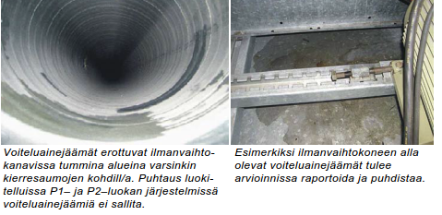 Voiteluainejäämät erottuvat ilmanvaihto-
kanavissa tummina alueina varsinkin
kierresaumojen kohdill/a. Puhtaus luoki-
telluissa P1– ja P2–luokan järjestelmissä
voiteluainejäämiä ei sallita.
Esimerkiksi ilmanvaihtokoneen alla
olevat voiteluainejäämät tulee
arvioinnissa raportoida ja puhdistaa.